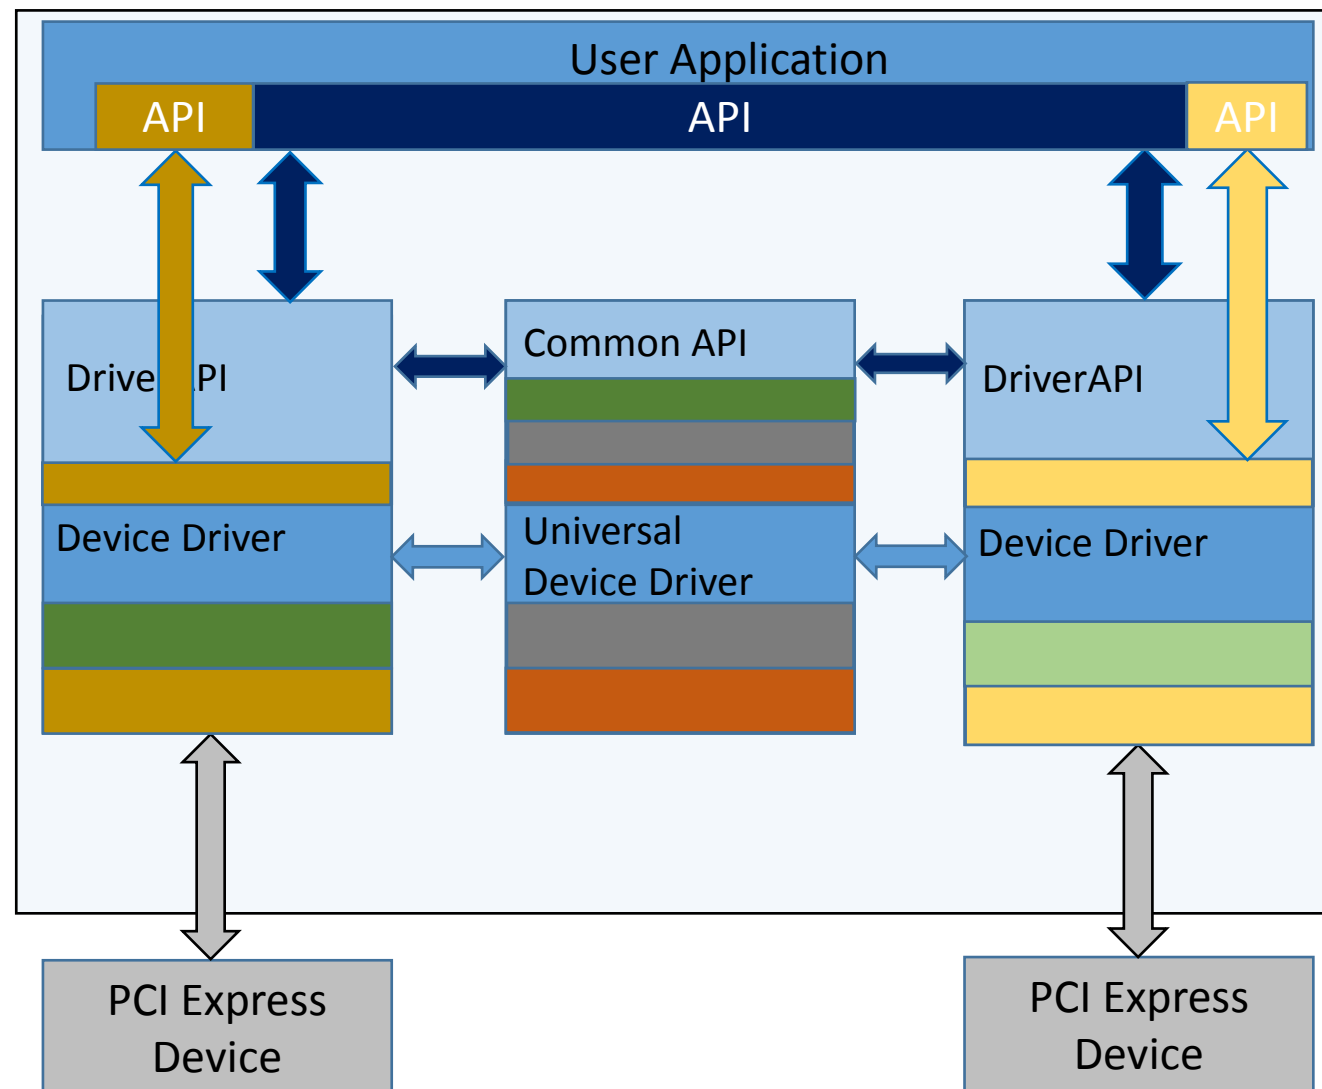 User Application
API
API
API
Common API
Drive API
DriverAPI
Device Driver
Universal
Device Driver
Device Driver
PCI Express
Device
PCI Express
Device